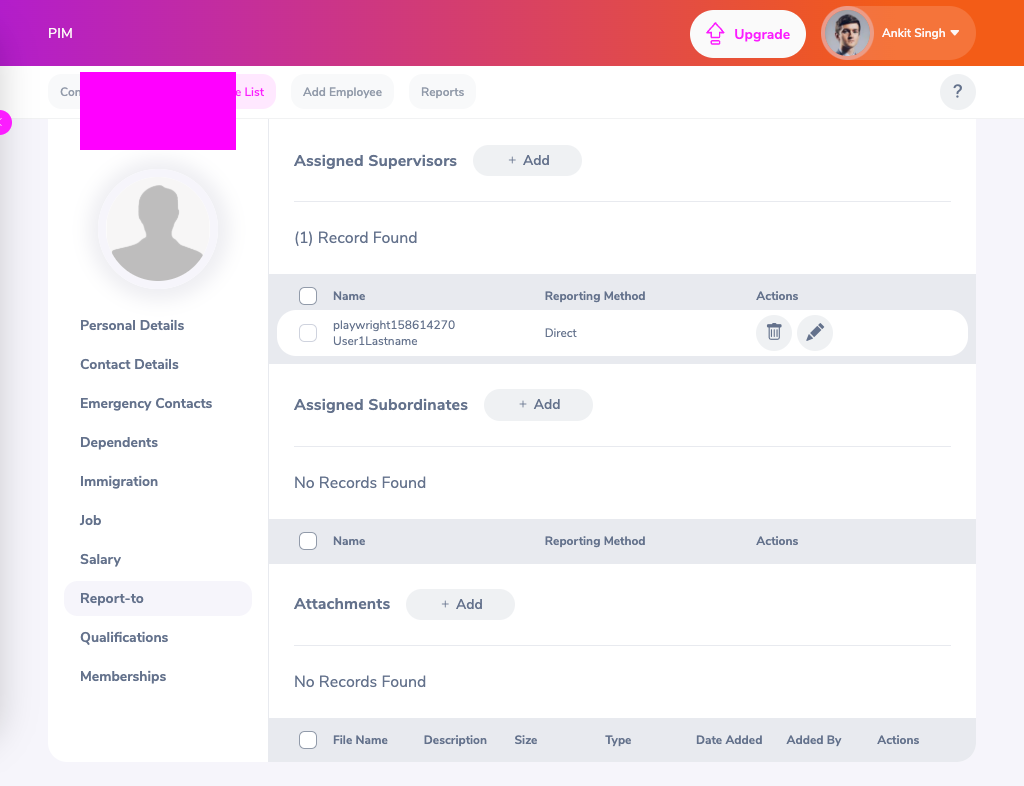 PIM
Upgrade
Ankit Singh
List
Add Employee
Reports
?
Assigned Supervisors
+ Add
(1) Record Found
Name Reporting Method Actions
playwright158614270
User1Lastname
Direct
Personal Details
Contact Details
Emergency Contacts
Dependents
Immigration
Job
Salary
Report-to
Qualifications
Memberships
Assigned Subordinates
+ Add
No Records Found
Name Reporting Method Actions
Attachments
+ Add
No Records Found
File Name Description Size Type Date Added Added By Actions